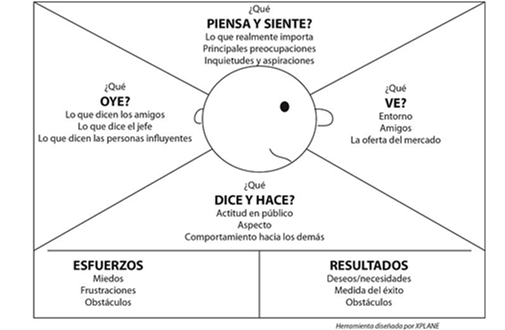 ¿Qué
PIENSA Y SIENTE?
Lo que realmente importa
Principales preocupaciones
Inquietudes y aspiraciones
¿Qué
OYE?
Lo que dicen los amigos
Lo que dice el jefe
Lo que dicen las personas influyentes
¿Qué
VE?
Entorno
Amigos
La oferta del mercado
¿Qué
DICE Y HACE?
Actitud en público
Aspecto
Comportamiento hacia los demás
ESFUERZOS
Miedos
Frustraciones
Obstáculos
RESULTADOS
Deseos/necesidades
Medida del éxito
Obstáculos
Herramienta diseñada por XPLANE